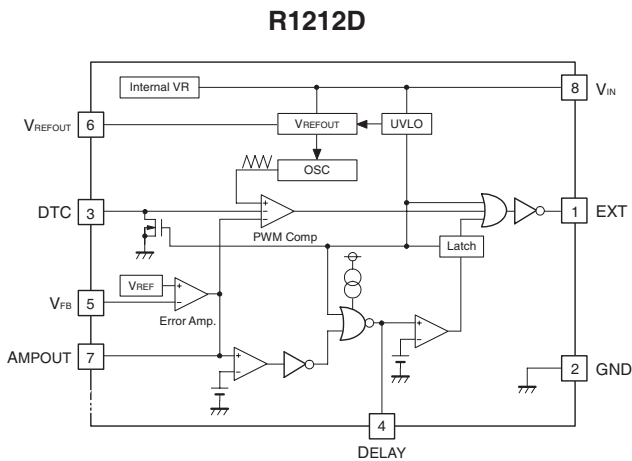 R1212D
Internal VR
8
VIN
VREFOUT
6
VREFOUT
UVLO
OSC
DTC
3
+
−
−
PWM Comp
1
EXT
Latch
VREF
+
−
VFB
5
Error Amp.
AMPOUT
7
+
−
+
−
2
GND
4
DELAY